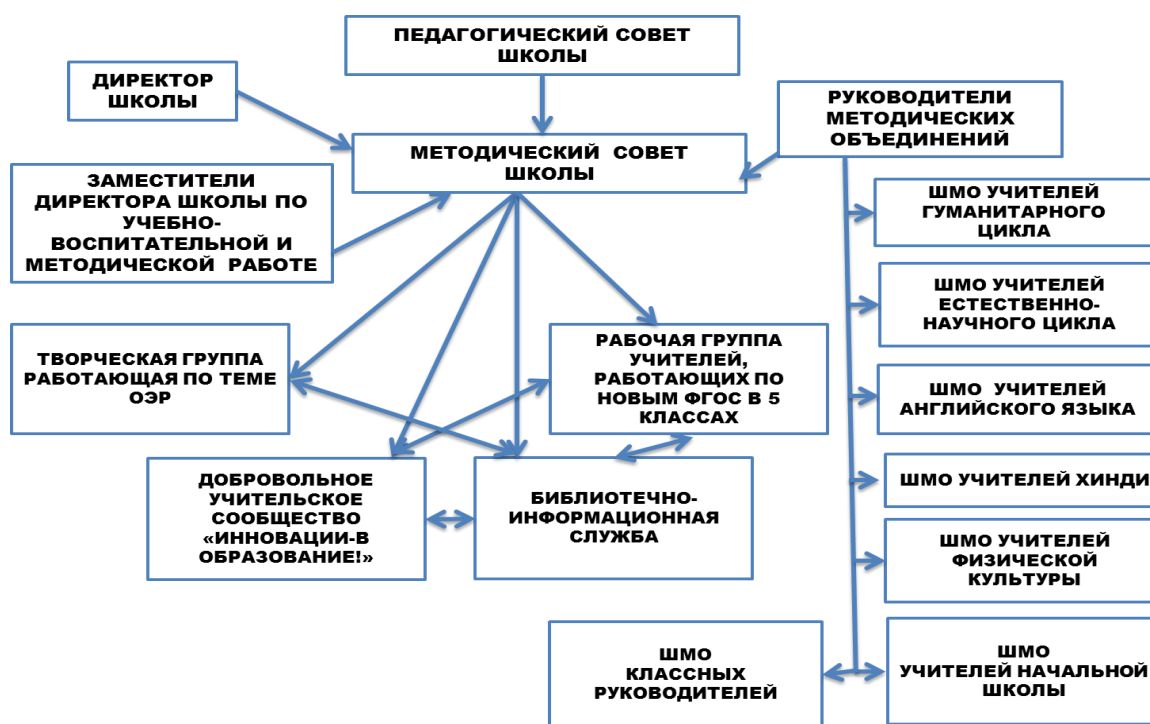 ПЕДАГОГИЧЕСКИЙ СОВЕТ
ШКОЛЫ
ДИРЕКТОР
ШКОЛЫ
РУКОВОДИТЕЛИ
МЕТОДИЧЕСКИХ
ОБЪЕДИНЕНИЙ
МЕТОДИЧЕСКИЙ СОВЕТ
ШКОЛЫ
ЗАМЕСТИТЕЛИ
ДИРЕКТОРА ШКОЛЫ ПО
УЧЕБНО-
ВОСПИТАТЕЛЬНОЙ И
МЕТОДИЧЕСКОЙ РАБОТЕ
ШМО УЧИТЕЛЕЙ
ГУМАНИТАРНОГО
ЦИКЛА
ШМО УЧИТЕЛЕЙ
ЕСТЕСТВЕННО-
НАУЧНОГО ЦИКЛА
ТВОРЧЕСКАЯ ГРУППА
РАБОТАЮЩАЯ ПО ТЕМЕ
ОЭР
РАБОЧАЯ ГРУППА
УЧИТЕЛЕЙ,
РАБОТАЮЩИХ ПО
НОВЫМ ФГОС В 5
КЛАССАХ
ШМО УЧИТЕЛЕЙ
АНГЛИЙСКОГО ЯЗЫКА
ДОБРОВОЛЬНОЕ
УЧИТЕЛЬСКОЕ
СООБЩЕСТВО
«ИННОВАЦИИ-В
ОБРАЗОВАНИЕ!»
БИБЛИОТЕЧНО-
ИНФОРМАЦИОННАЯ
СЛУЖБА
ШМО УЧИТЕЛЕЙ ХИНДИ
ШМО УЧИТЕЛЕЙ
ФИЗИЧЕСКОЙ
КУЛЬТУРЫ
ШМО
КЛАССНЫХ
РУКОВОДИТЕЛЕЙ
ШМО
УЧИТЕЛЕЙ НАЧАЛЬНОЙ
ШКОЛЫ